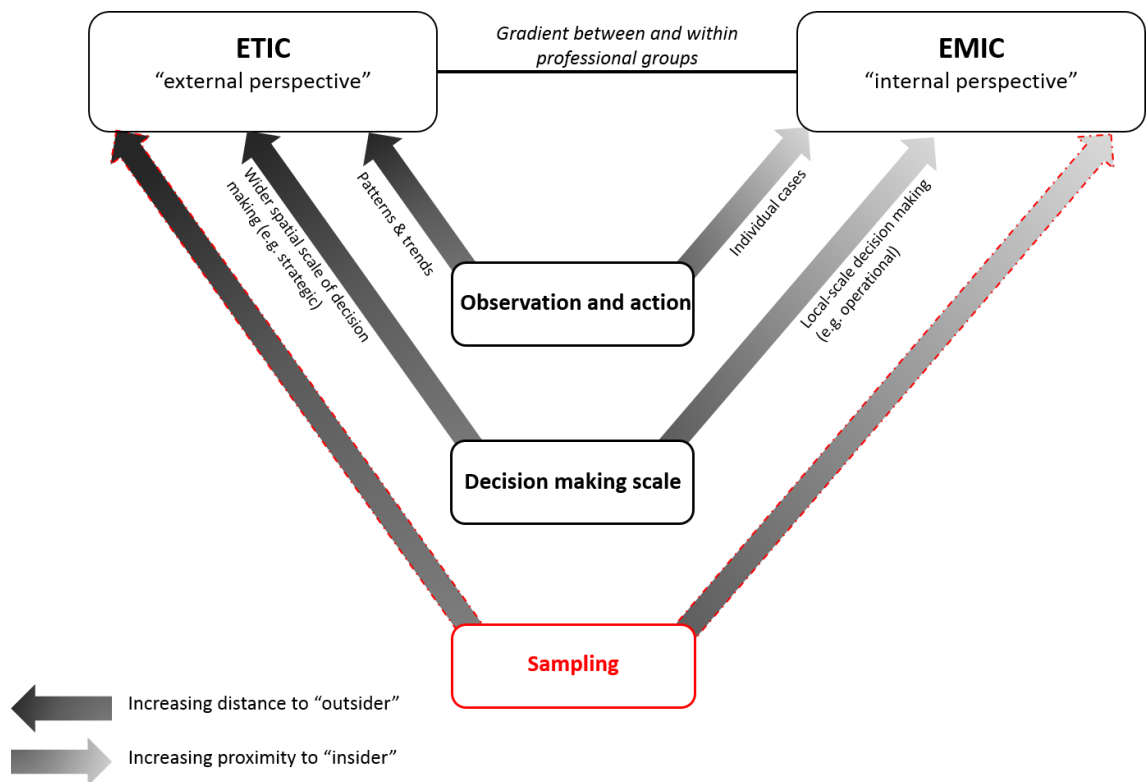 ETIC
“external perspective”
Gradient between and within
professional groups
EMIC
“internal perspective”
Wider spatial scale of decision
making (e.g. strategic)
Patterns & trends
Individual cases
Local-scale decision making
(e.g. operational)
Observation and action
Decision making scale
Sampling
Increasing distance to “outsider”
Increasing proximity to “insider”